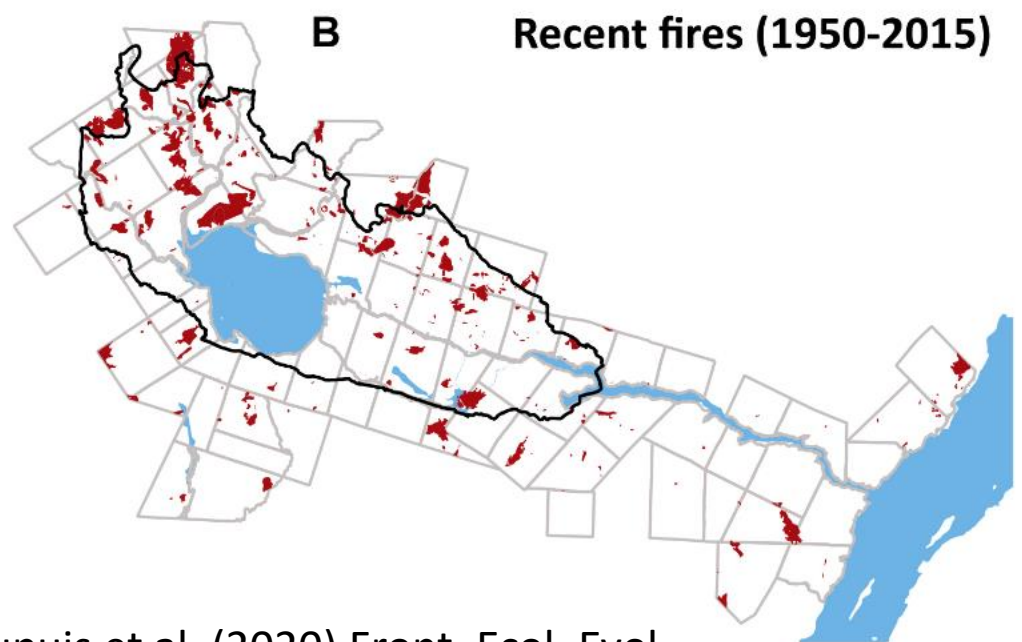 B
Recent fires (1950-2015)
et al. (2020) Front. Ecol. Evol.